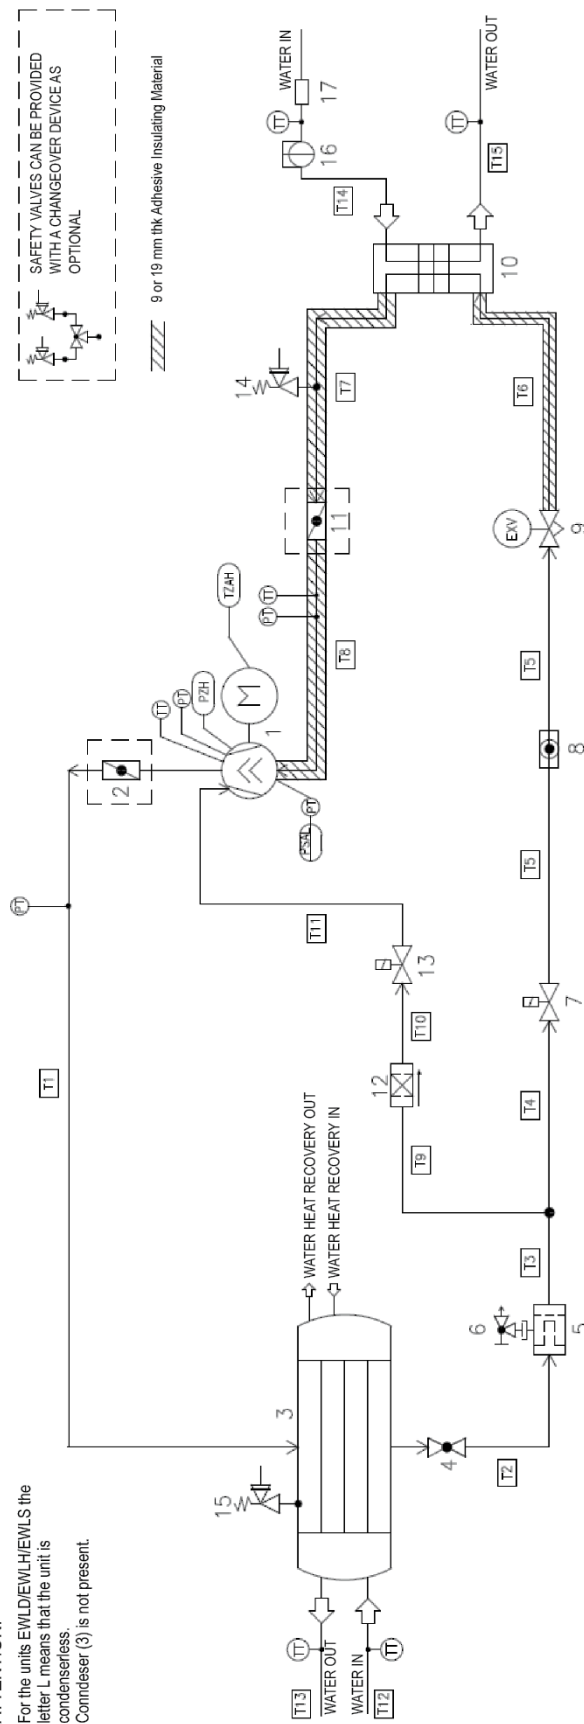 ATTENTION!
For the units EWLD/EWLH/EWLS the
letter L means that the unit is
condenserless.
Conndeser (3) is not present.
SAFETY VALVES CAN BE PROVIDED
WITH A CHANGEOVER DEVICE AS
OPTIONAL
9 or 19 mm thk Adhesive Insulating Material
PT
T1
2
TT
PT
PZH
TZAH
M
1
PSAL
PT
PT
TT
T8
11
14
T7
WATER IN
TT
17
16
T14
10
WATER OUT
TT
T15
T6
EXV
9
T5
8
T5
7
T4
T11
13
T10
12
T9
T3
6
5
4
T2
3
15
WATER HEAT RECOVERY OUT
WATER HEAT RECOVERY IN
TT
T13
WATER OUT
WATER IN
T12
TT